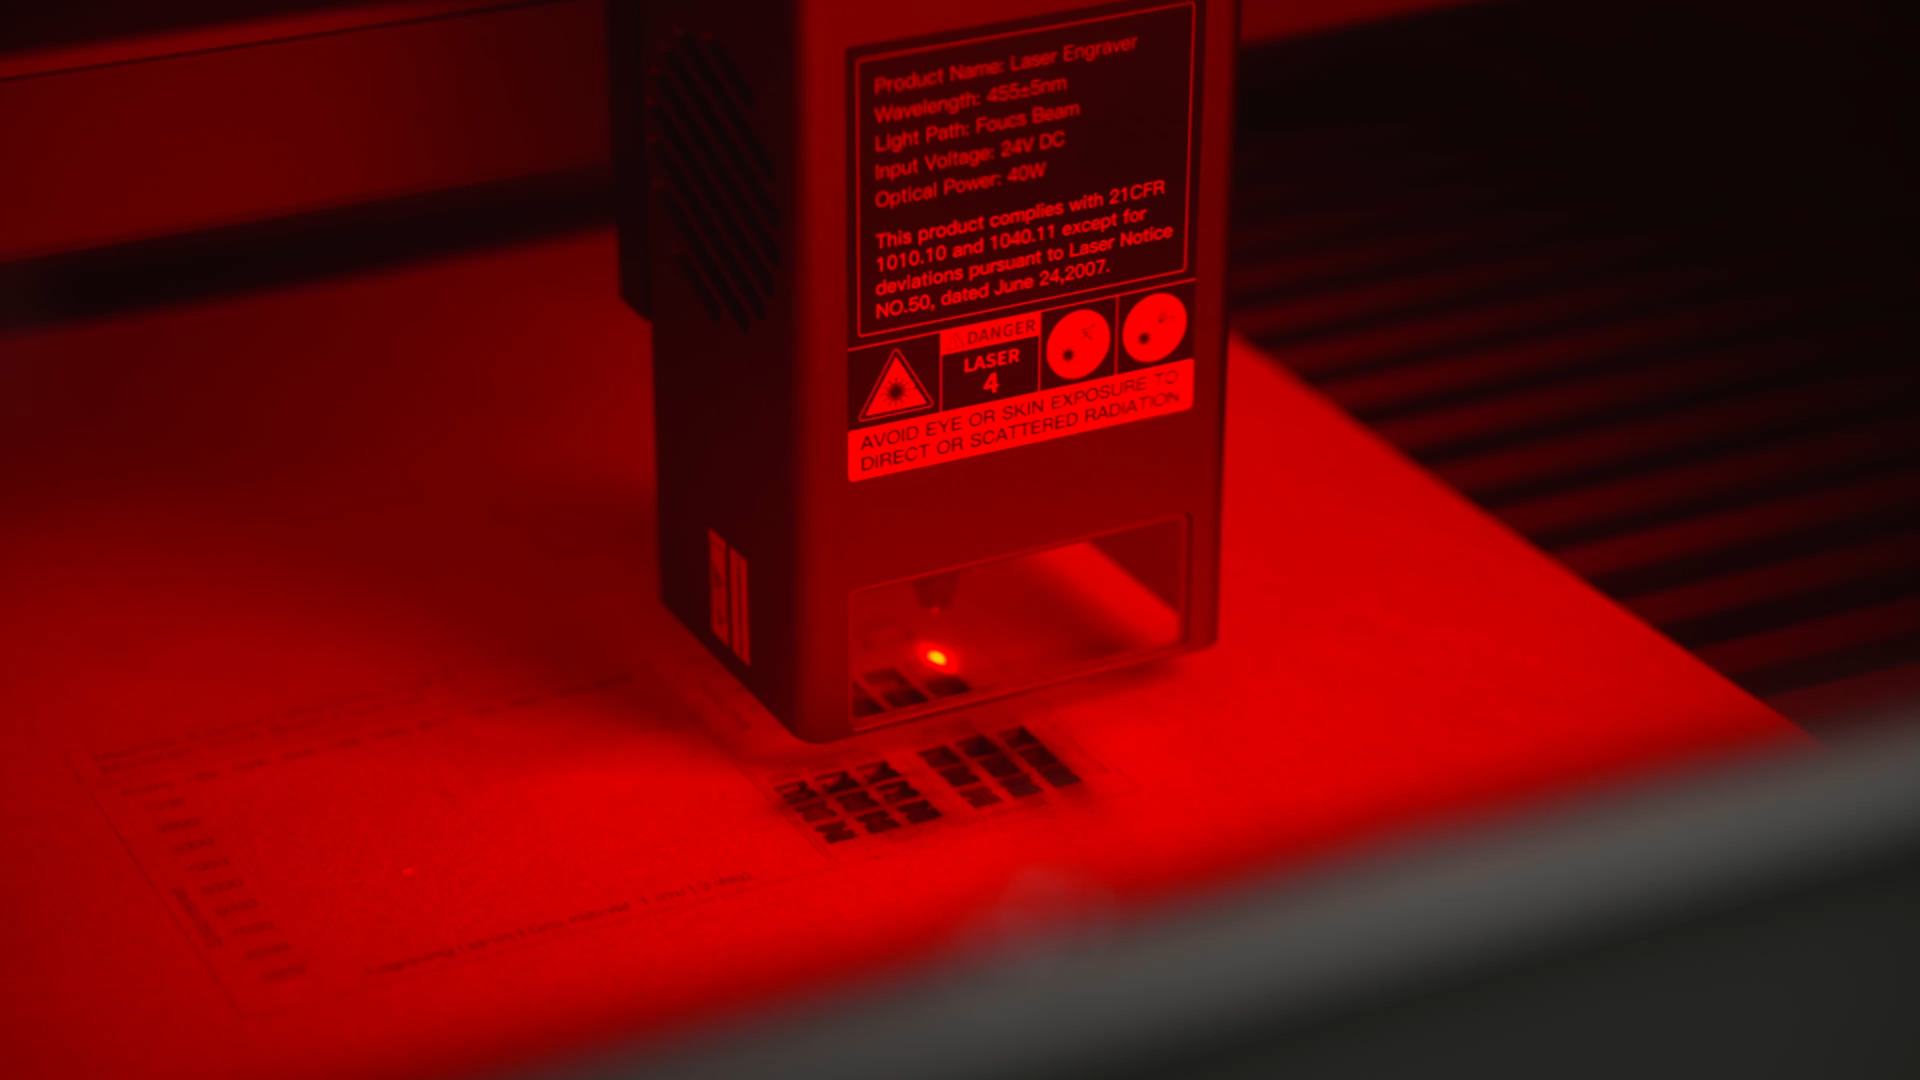 Product Name: Laser Engraver
Wavelength: 455±5nm
Light Path: Foucs Beam
Input Voltage: 24V DC
Optical Power: 40W
This product complies with 21CFR
1010.10 and 1040.11 except for
deviations pursuant to Laser Notice
NO.50, dated June 24,2007.
DANGER
LASER
4
AVOID EYE OR SKIN EXPOSURE TO
DIRECT OR SCATTERED RADIATION